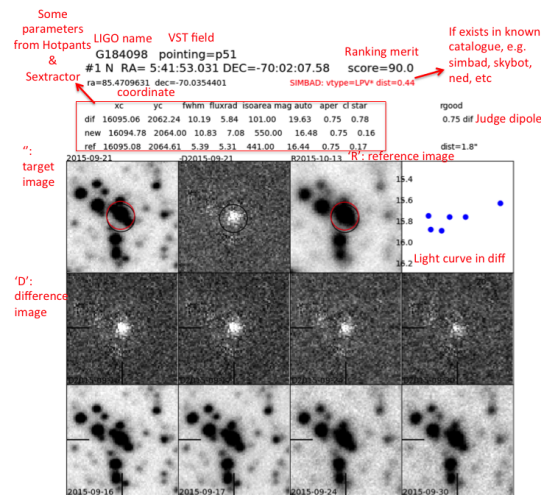 Some
parameters
from Hotpants
&
Sextractor
LIGO name VST field
G184098 pointing=p51
#1 N RA= 5:41:53.031 DEC=-70:02:07.58
Ranking merit
score=90.0
If exists in known
catalogue, e.g.
simbad, skybot,
ned, etc
ra=85.4709631 dec=-70.0354401
SIMBAD: vtype=LPV* dist=0.44
coordinate
xc yc fwhm fluxrad isoarea mag auto aper cl star rgood
dif 16095.06 2062.24 10.19 5.84 101.00 19.63 0.75 0.78 0.75 dif
new 16094.78 2064.00 10.83 7.08 550.00 16.48 0.75 0.16
ref 16095.08 2064.61 5.39 5.31 441.00 16.44 0.75 0.17 dist=1.8"
Judge dipole
'': target
image
2015-09-21
-D2015-09-21
R2015-10-13
'R': reference image
15.4
15.8
16.0
16.2
Light curve in diff
'D':
difference
image
2015-09-16
2015-09-17
2015-09-24
2015-09-30